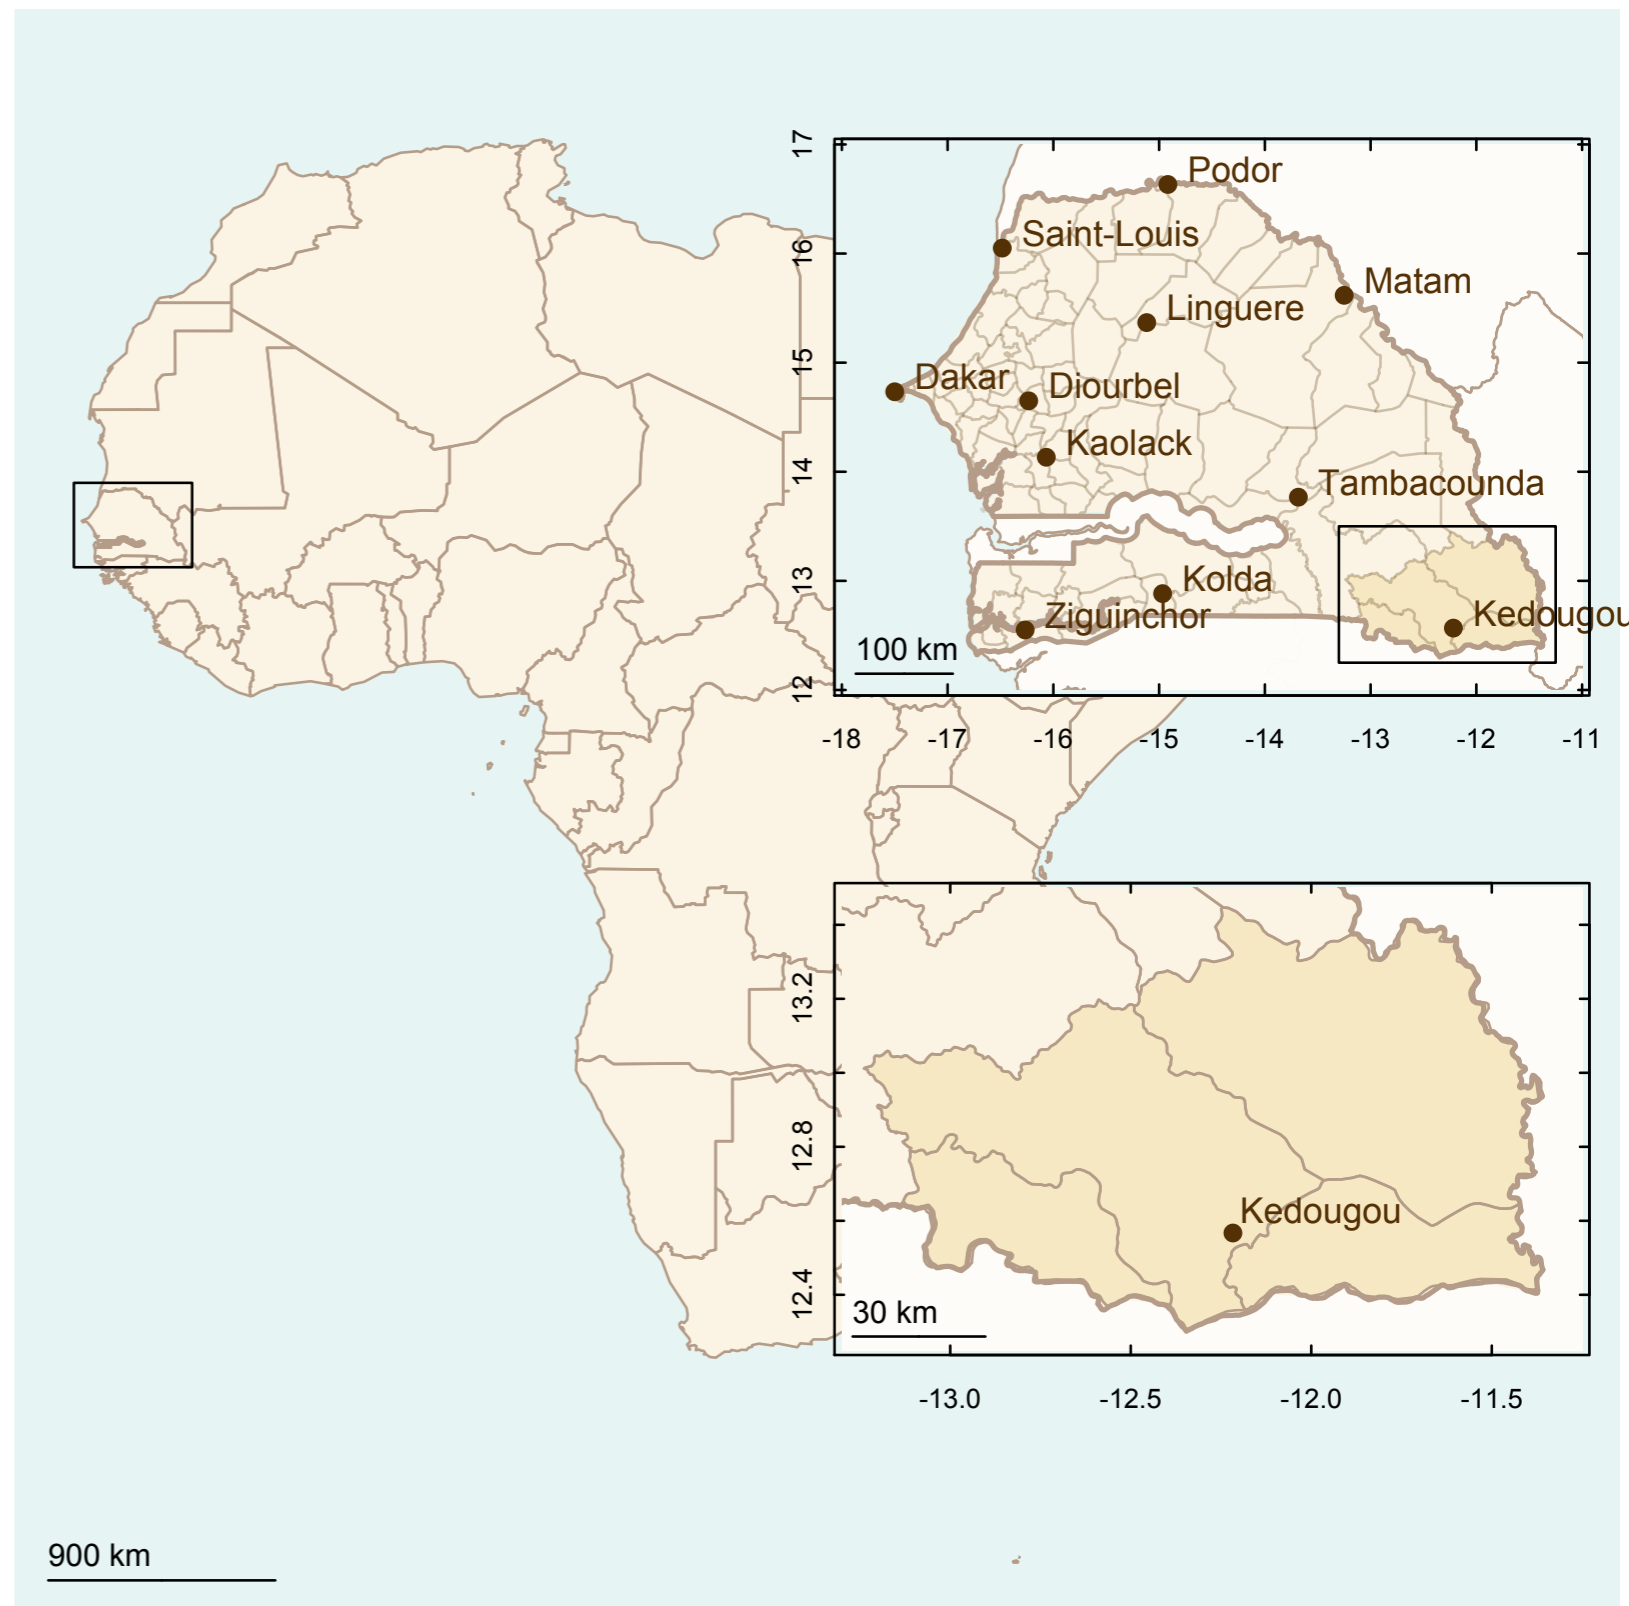 17
16
15
14
13
12
Podor
Saint-Louis
Matam
Linguere
Dakar
Diourbel
Kaolack
Tambacounda
Kolda
Ziguinchor
Kedougou
100 km
-18 -17 -16 -15 -14 -13 -12 -11
13.2
12.8
12.4
Kedougou
30 km
-13.0 -12.5 -12.0 -11.5
900 km